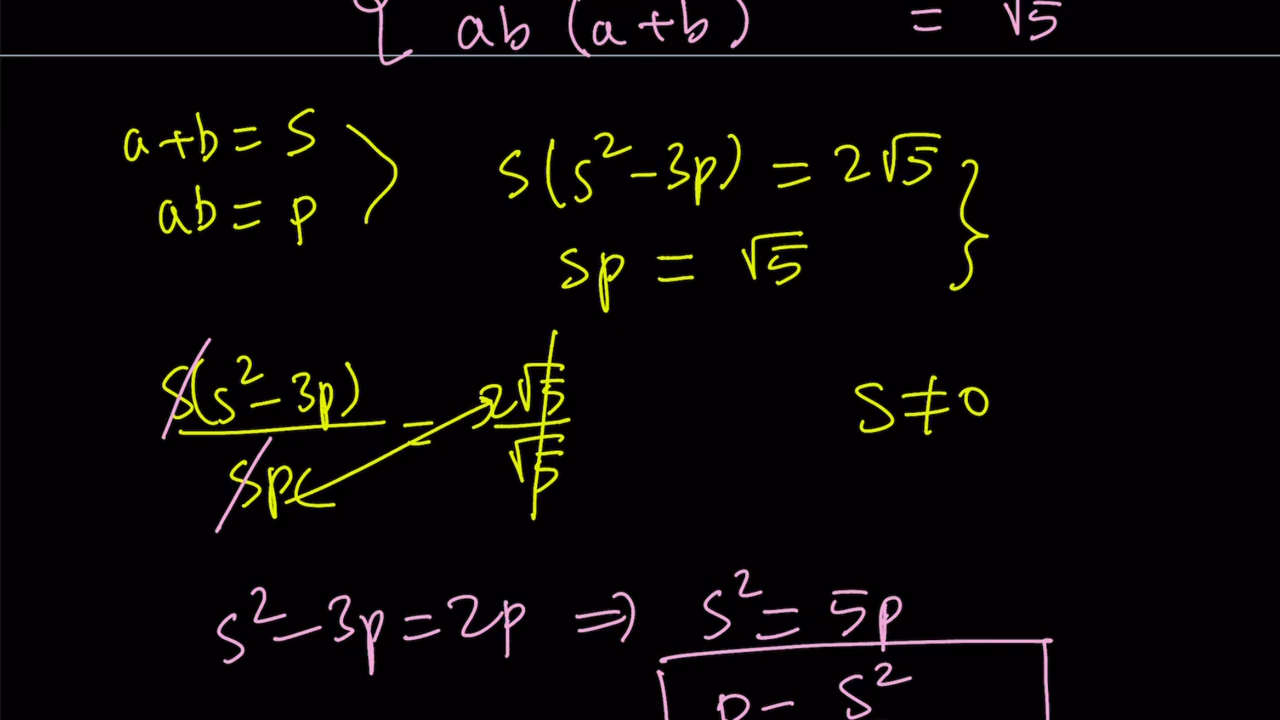 ab (a+b) = √5
a+b = S
ab = p
S(s² - 3p) = 2√5
sp = √5
S(s² - 3p) / Sp = 2√5 / √5
S ≠ 0
s² - 3p = 2p ⇒ s² = 5p
p = s²